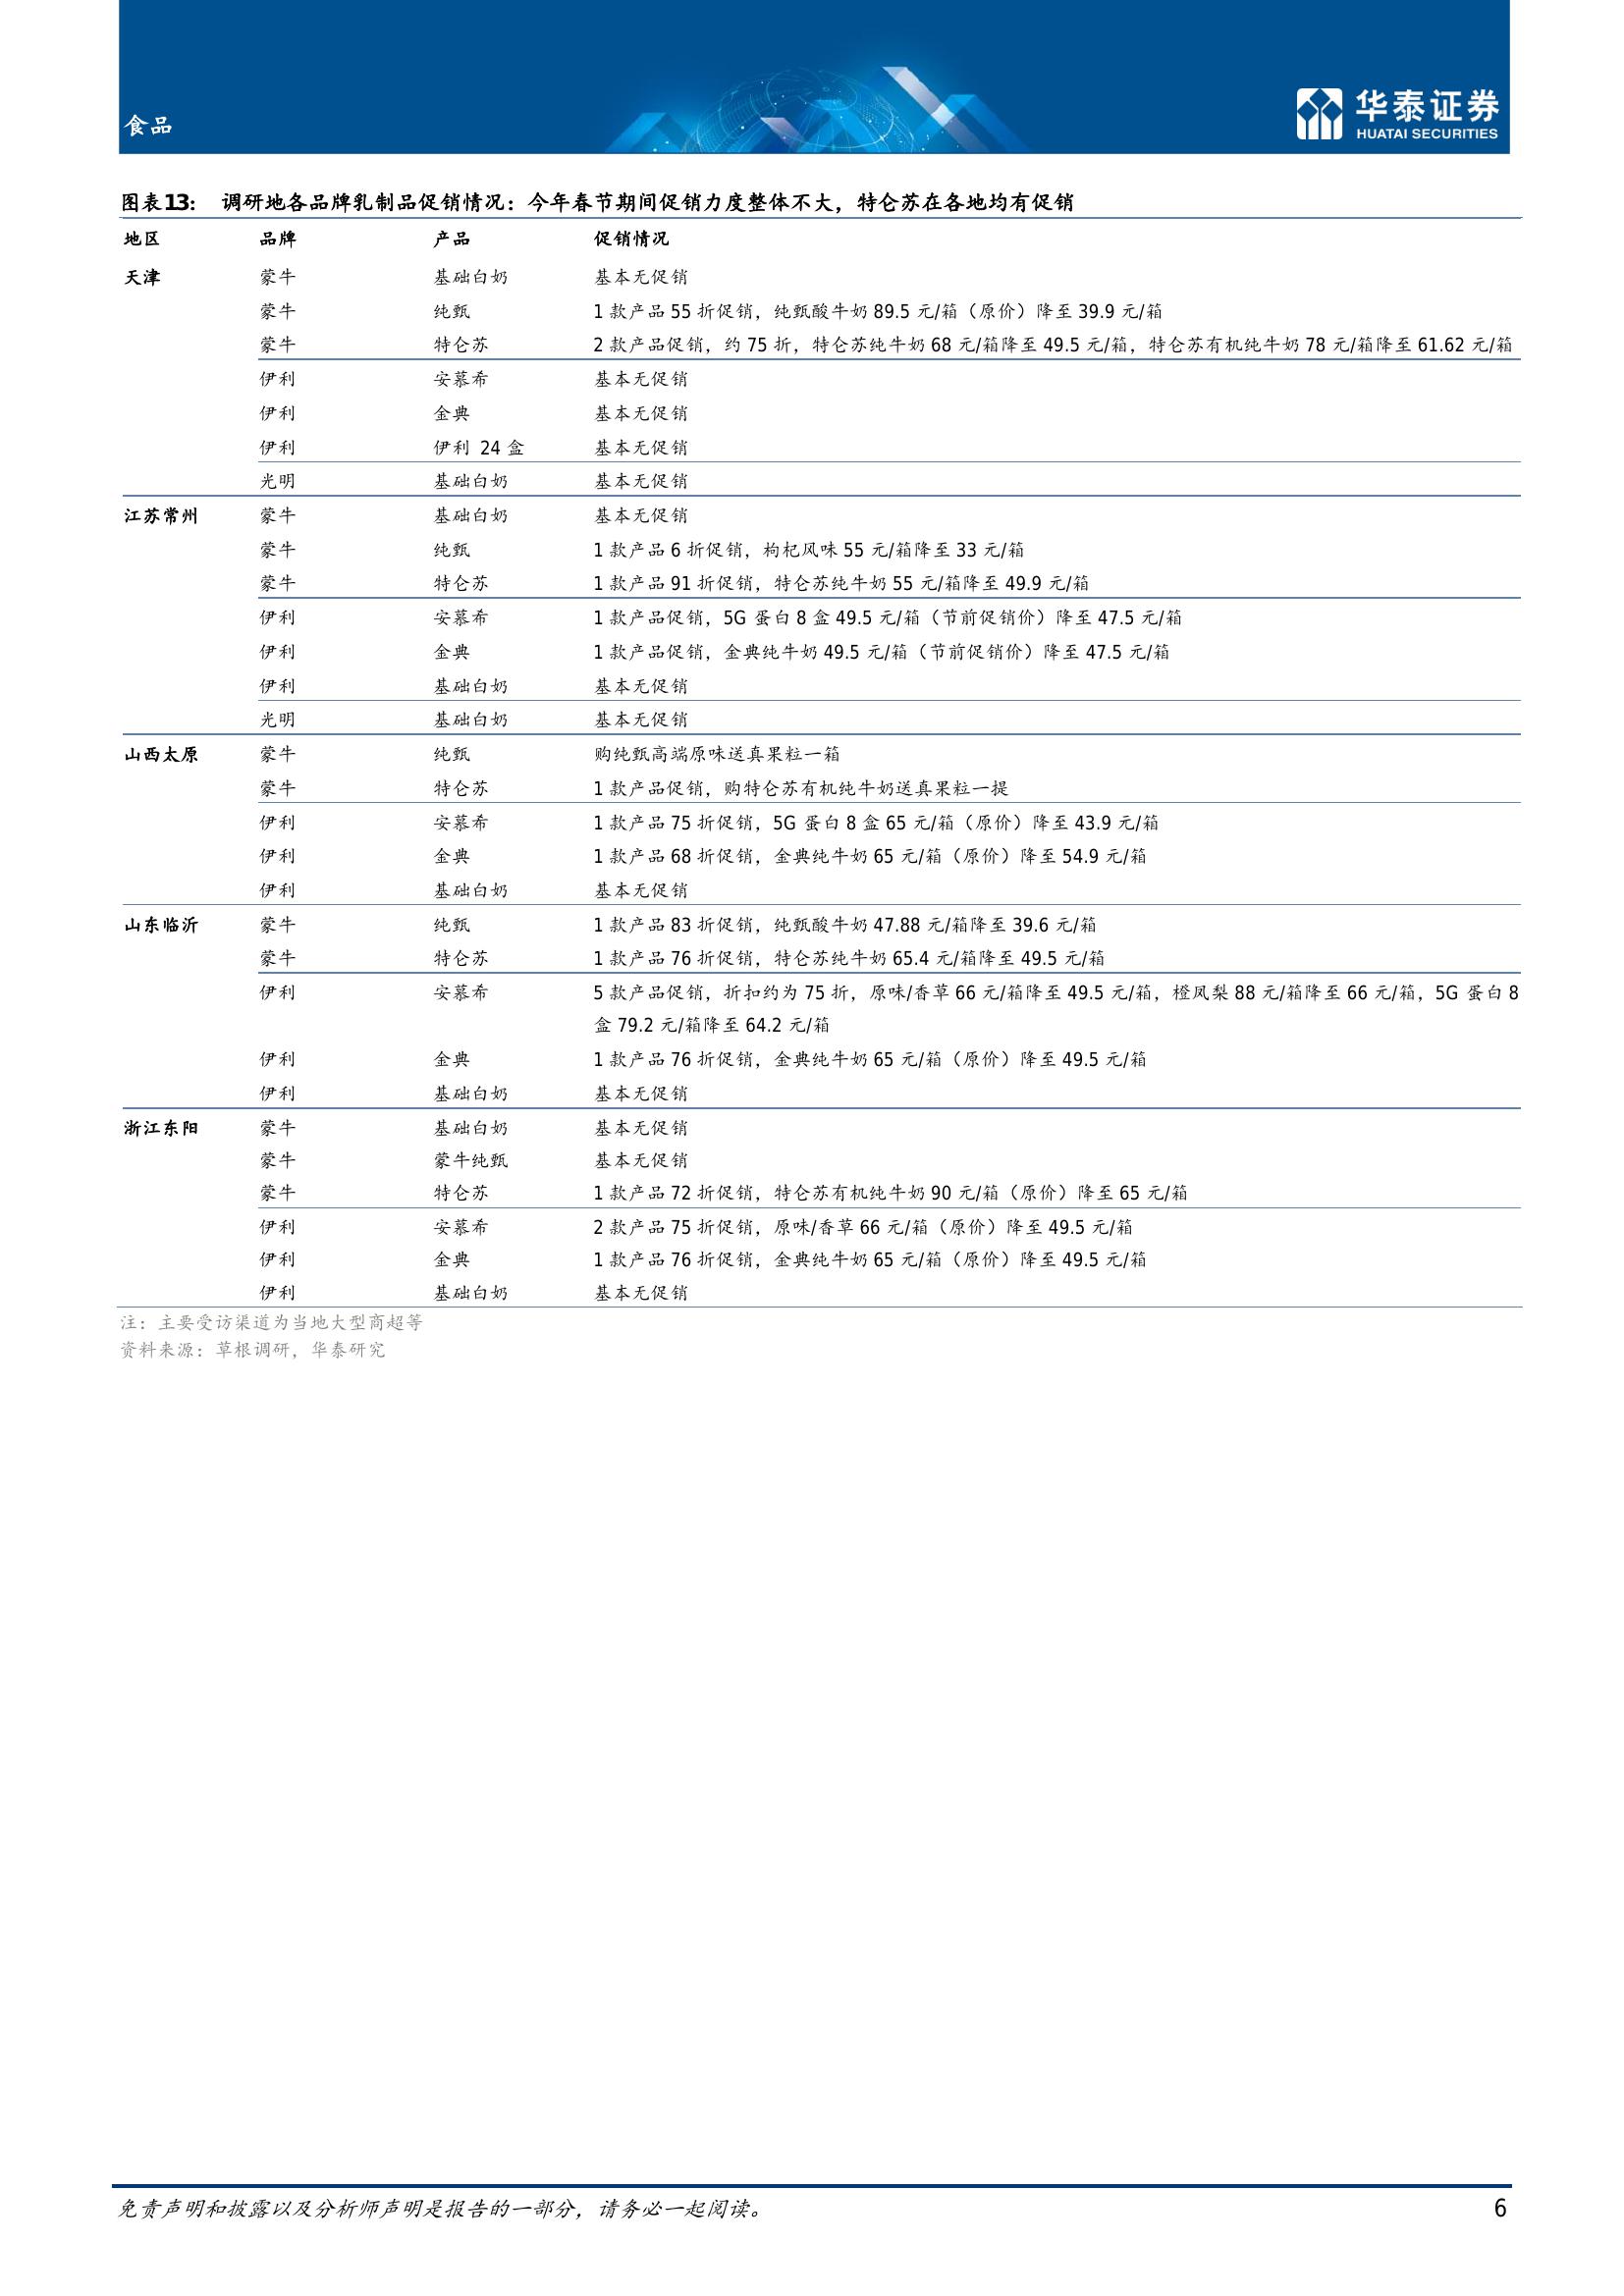 食品
华泰证券
HUATAI SECURITIES
图表13: 调研地各品牌乳制品促销情况：今年春节期间促销力度整体不大，特仑苏在各地均有促销
地区 品牌 产品 促销情况
天津 蒙牛 基础白奶 基本无促销
蒙牛 纯甄 1 款产品 55 折促销，纯甄酸牛奶 89.5 元/箱（原价）降至 39.9 元/箱
蒙牛 特仑苏 2 款产品促销，约 75 折，特仑苏纯牛奶 68 元/箱降至 49.5 元/箱，特仑苏有机纯牛奶 78 元/箱降至 61.62 元/箱
伊利 安慕希 基本无促销
伊利 金典 基本无促销
伊利 伊利 24 盒 基本无促销
光明 基础白奶 基本无促销
江苏常州 蒙牛 基础白奶 基本无促销
蒙牛 纯甄 1 款产品 6 折促销，枸杞风味 55 元/箱降至 33 元/箱
蒙牛 特仑苏 1 款产品 91 折促销，特仑苏纯牛奶 55 元/箱降至 49.9 元/箱
伊利 安慕希 1 款产品促销，5G 蛋白 8 盒 49.5 元/箱（节前促销价）降至 47.5 元/箱
伊利 金典 1 款产品促销，金典纯牛奶 49.5 元/箱（节前促销价）降至 47.5 元/箱
伊利 基础白奶 基本无促销
光明 基础白奶 基本无促销
山西太原 蒙牛 纯甄 购纯甄高端原味送真果粒一箱
蒙牛 特仑苏 1 款产品促销，购特仑苏有机纯牛奶送真果粒一提
伊利 安慕希 1 款产品 75 折促销，5G 蛋白 8 盒 65 元/箱（原价）降至 43.9 元/箱
伊利 金典 1 款产品 68 折促销，金典纯牛奶 65 元/箱（原价）降至 54.9 元/箱
伊利 基础白奶 基本无促销
山东临沂 蒙牛 纯甄 1 款产品 83 折促销，纯甄酸牛奶 47.88 元/箱降至 39.6 元/箱
蒙牛 特仑苏 1 款产品 76 折促销，特仑苏纯牛奶 65.4 元/箱降至 49.5 元/箱
伊利 安慕希 5 款产品促销，折扣约为 75 折，原味/香草 66 元/箱降至 49.5 元/箱，橙凤梨 88 元/箱降至 66 元/箱，5G 蛋白 8
盒 79.2 元/箱降至 64.2 元/箱
伊利 金典 1 款产品 76 折促销，金典纯牛奶 65 元/箱（原价）降至 49.5 元/箱
伊利 基础白奶 基本无促销
浙江东阳 蒙牛 基础白奶 基本无促销
蒙牛 蒙牛纯甄 基本无促销
蒙牛 特仑苏 1 款产品 72 折促销，特仑苏有机纯牛奶 90 元/箱（原价）降至 65 元/箱
伊利 安慕希 2 款产品 75 折促销，原味/香草 66 元/箱（原价）降至 49.5 元/箱
伊利 金典 1 款产品 76 折促销，金典纯牛奶 65 元/箱（原价）降至 49.5 元/箱
伊利 基础白奶 基本无促销
注：主要受访渠道为当地大型商超等
资料来源：草根调研，华泰研究
免责声明和披露以及分析师声明是报告的一部分，请务必一起阅读。 6